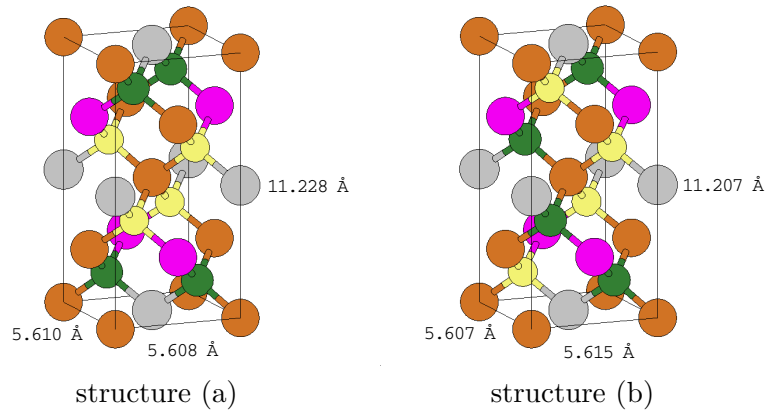 11.228 Å
11.207 Å
5.610 Å
5.608 Å
5.607 Å
5.615 Å
structure (a)
structure (b)